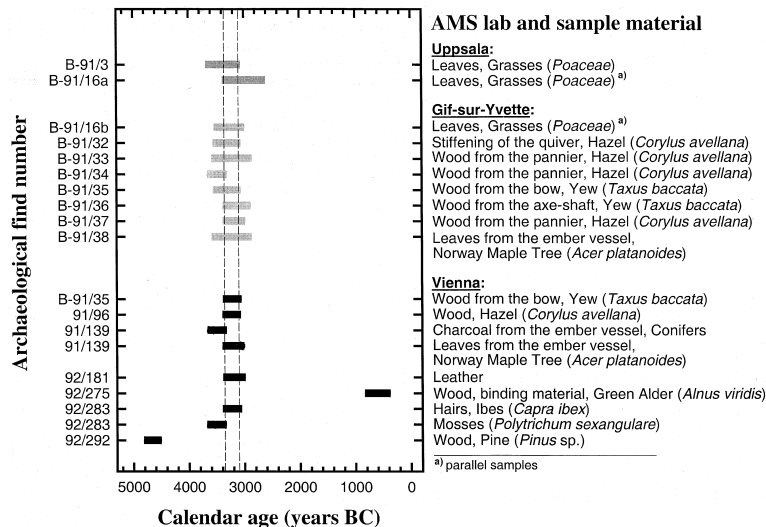 AMS lab and sample material
Uppsala:
B-91/3 Leaves, Grasses (Poaceae)
B-91/16a Leaves, Grasses (Poaceae) a)
Gif-sur-Yvette:
B-91/16b Leaves, Grasses (Poaceae) a)
B-91/32 Stiffening of the quiver, Hazel (Corylus avellana)
B-91/33 Wood from the pannier, Hazel (Corylus avellana)
B-91/34 Wood from the pannier, Hazel (Corylus avellana)
B-91/35 Wood from the bow, Yew (Taxus baccata)
B-91/36 Wood from the axe-shaft, Yew (Taxus baccata)
B-91/37 Wood from the pannier, Hazel (Corylus avellana)
B-91/38 Leaves from the ember vessel,
Norway Maple Tree (Acer platanoides)
Vienna:
B-91/35 Wood from the bow, Yew (Taxus baccata)
91/96 Wood, Hazel (Corylus avellana)
91/139 Charcoal from the ember vessel, Conifers
91/139 Leaves from the ember vessel,
Norway Maple Tree (Acer platanoides)
92/181 Leather
92/275 Wood, binding material, Green Alder (Alnus viridis)
92/283 Hairs, Ibes (Capra ibex)
92/283 Mosses (Polytrichum sexangulare)
92/292 Wood, Pine (Pinus sp.)
a) parallel samples
Archaeological find number
5000 4000 3000 2000 1000 0
Calendar age (years BC)